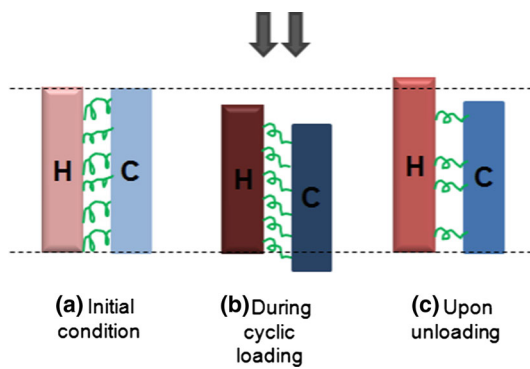 H C
H C
H C
(a) Initial
condition
(b) During
cyclic
loading
(c) Upon
unloading